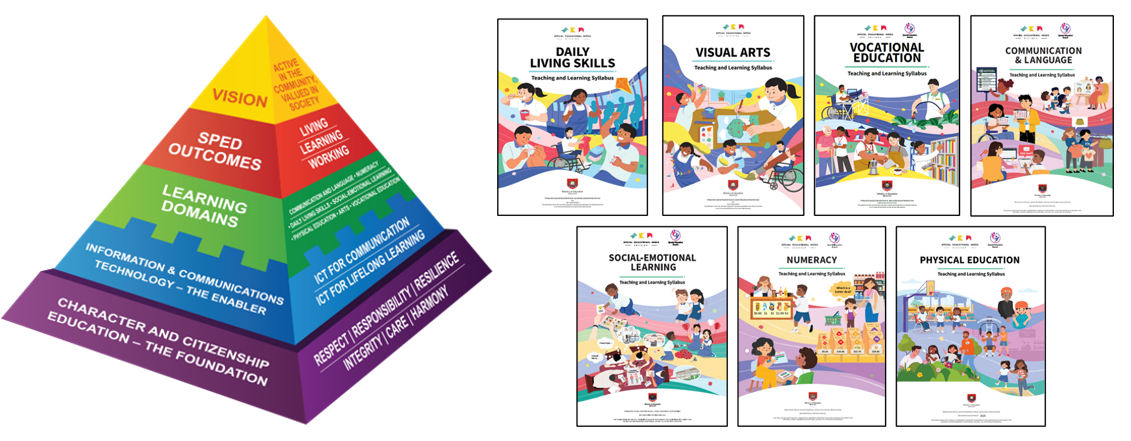 VISION
ACTIVE
IN THE
COMMUNITY,
VALUED IN
SOCIETY
SPED
OUTCOMES
LIVING
LEARNING
WORKING
LEARNING
DOMAINS
COMMUNICATION AND LANGUAGE • NUMERACY
• DAILY LIVING SKILLS • SOCIAL-EMOTIONAL LEARNING
• PHYSICAL EDUCATION • ARTS • VOCATIONAL EDUCATION
INFORMATION & COMMUNICATIONS
TECHNOLOGY – THE ENABLER
ICT FOR COMMUNICATION
ICT FOR LIFELONG LEARNING
CHARACTER AND CITIZENSHIP
EDUCATION – THE FOUNDATION
RESPECT | RESPONSIBILITY | RESILIENCE
INTEGRITY | CARE | HARMONY
DAILY
LIVING SKILLS
Teaching and Learning Syllabus
VISUAL ARTS
Teaching and Learning Syllabus
VOCATIONAL
EDUCATION
Teaching and Learning Syllabus
COMMUNICATION
& LANGUAGE
Teaching and Learning Syllabus
SOCIAL-EMOTIONAL
LEARNING
Teaching and Learning Syllabus
NUMERACY
Teaching and Learning Syllabus
PHYSICAL EDUCATION
Teaching and Learning Syllabus